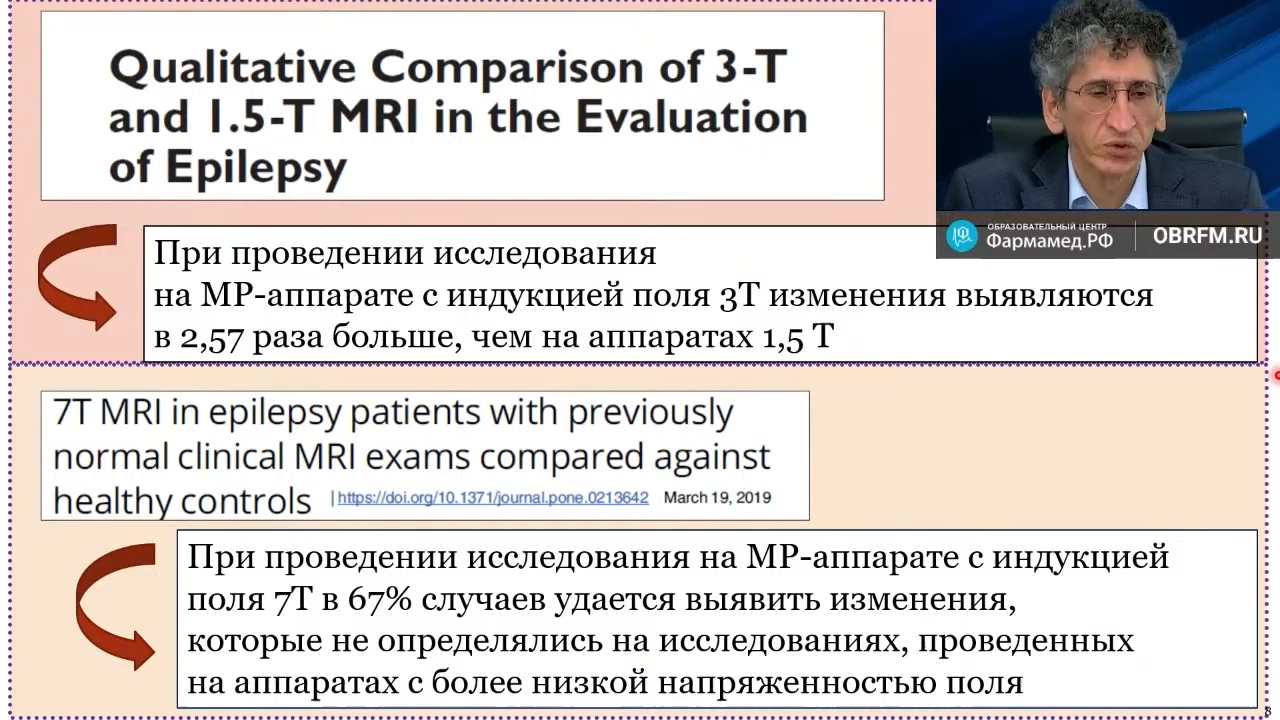 Qualitative Comparison of 3-T
and 1.5-T MRI in the Evaluation
of Epilepsy
ОБРАЗОВАТЕЛЬНЫЙ ЦЕНТР
Фармамед.РФ
OBRFM.RU
При проведении исследования
на МР-аппарате с индукцией поля 3Т изменения выявляются
в 2,57 раза больше, чем на аппаратах 1,5 Т
7T MRI in epilepsy patients with previously
normal clinical MRI exams compared against
healthy controls | https://doi.org/10.1371/journal.pone.0213642 March 19, 2019
При проведении исследования на МР-аппарате с индукцией
поля 7Т в 67% случаев удается выявить изменения,
которые не определялись на исследованиях, проведенных
на аппаратах с более низкой напряженностью поля